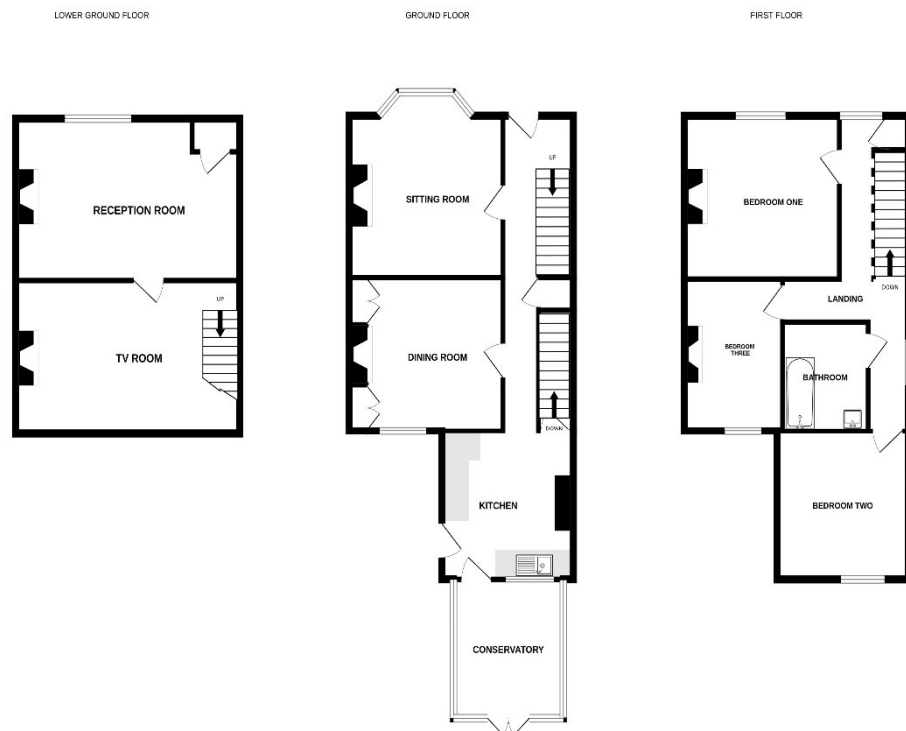 LOWER GROUND FLOOR
RECEPTION ROOM
UP
TV ROOM
GROUND FLOOR
UP
SITTING ROOM
DINING ROOM
DOWN
KITCHEN
CONSERVATORY
FIRST FLOOR
BEDROOM ONE
DOWN
LANDING
BEDROOM
THREE
BATHROOM
BEDROOM TWO